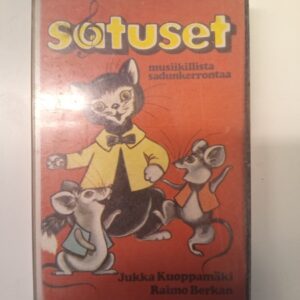 satuset
musiikillista
sadunkerrontaa
Jukka Kuoppamäki
Raimo Berkan